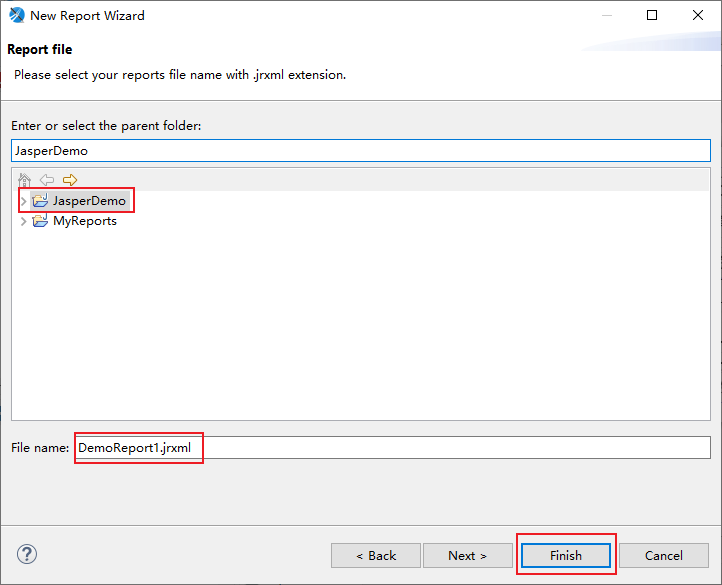 New Report Wizard
Report file
Please select your reports file name with .jrxml extension.
Enter or select the parent folder:
JasperDemo
JasperDemo
MyReports
File name: DemoReport1.jrxml
? < Back Next > Finish Cancel